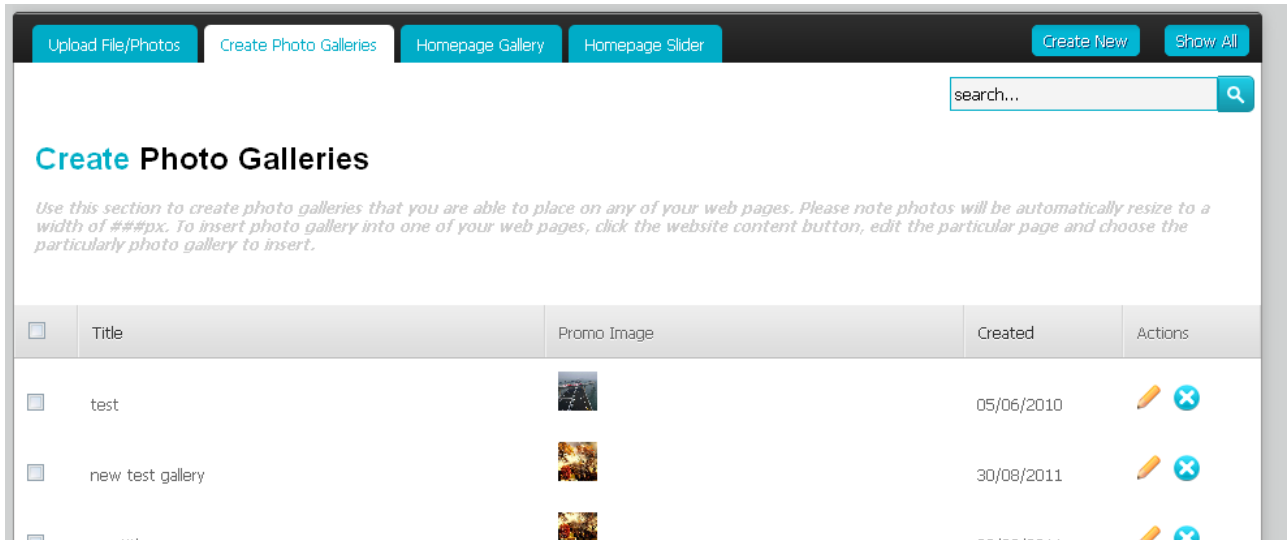 Upload File/Photos Create Photo Galleries Homepage Gallery Homepage Slider Create New Show All
search...
Create Photo Galleries
Use this section to create photo galleries that you are able to place on any of your web pages. Please note photos will be automatically resize to a
width of ###px. To insert photo gallery into one of your web pages, click the website content button, edit the particular page and choose the
particularly photo gallery to insert.
Title Promo Image Created Actions
test 05/06/2010
new test gallery 30/08/2011